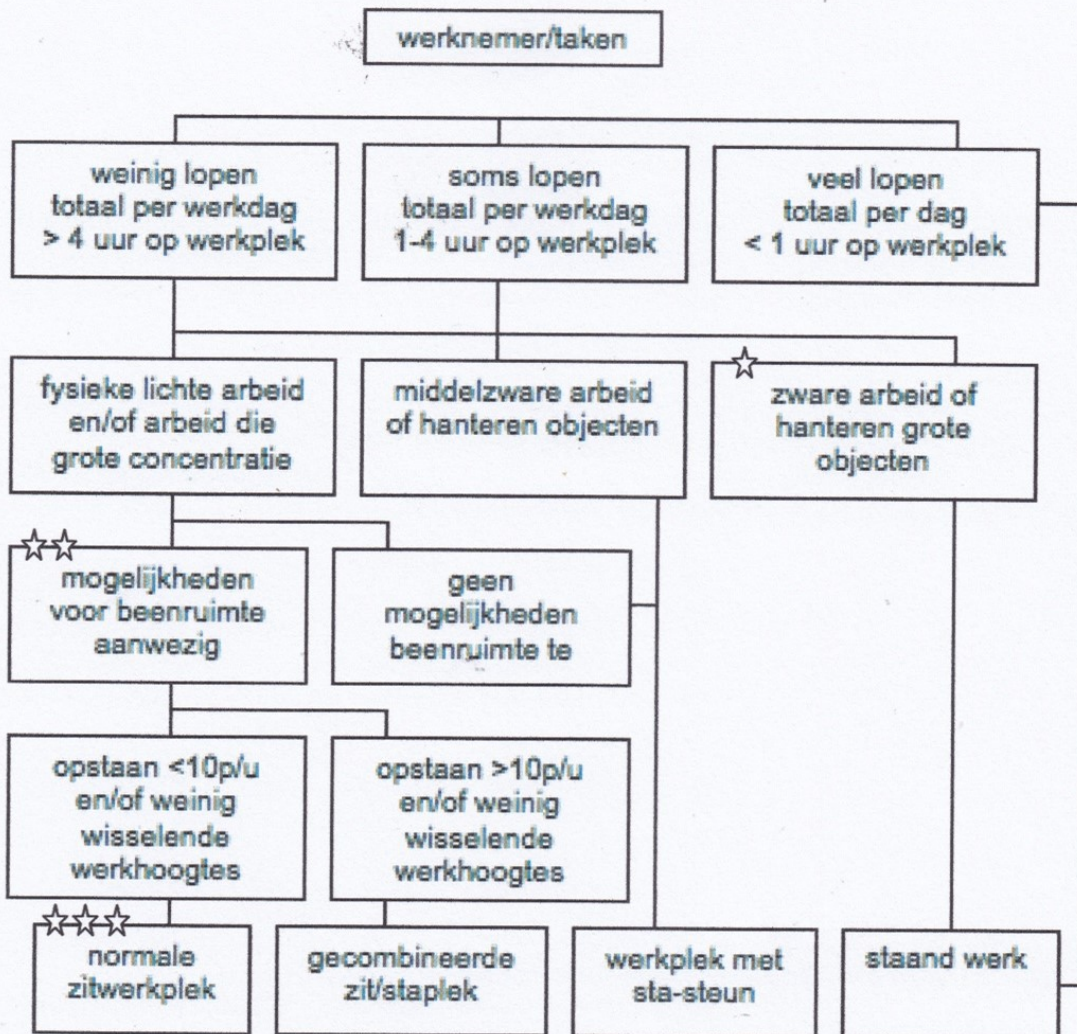 werknemer/taken
weinig lopen
totaal per werkdag
> 4 uur op werkplek
soms lopen
totaal per werkdag
1-4 uur op werkplek
veel lopen
totaal per dag
< 1 uur op werkplek
fysieke lichte arbeid
en/of arbeid die
grote concentratie
middelzware arbeid
of hanteren objecten
zware arbeid of
hanteren grote
objecten
mogelijkheden
voor beenruimte
aanwezig
geen
mogelijkheden
beenruimte te
opstaan <10p/u
en/of weinig
wisselende
werkhoogtes
opstaan >10p/u
en/of weinig
wisselende
werkhoogtes
normale
zitwerkplek
gecombineerde
zit/staplek
werkplek met
sta-steun
staand werk